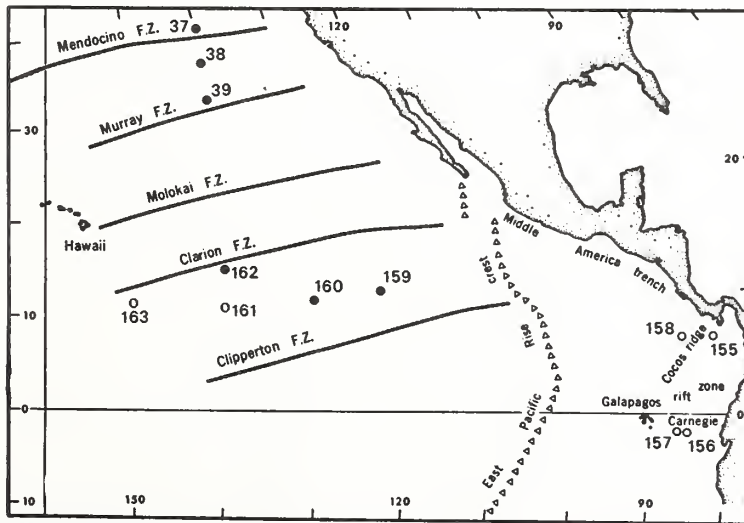 120
90
37
Mendocino F.Z.
38
39
Murray F.Z.
30
20
Molokai F.Z.
Hawaii
Clarion F.Z.
Middle
America trench
162
160
159
163
161
10
crest
Rise
Clipperton F.Z.
158
155
Cocos ridge
rift zone
Galapagos
0
0
Pacific
Carnegie
157
156
East
10
150
120
90